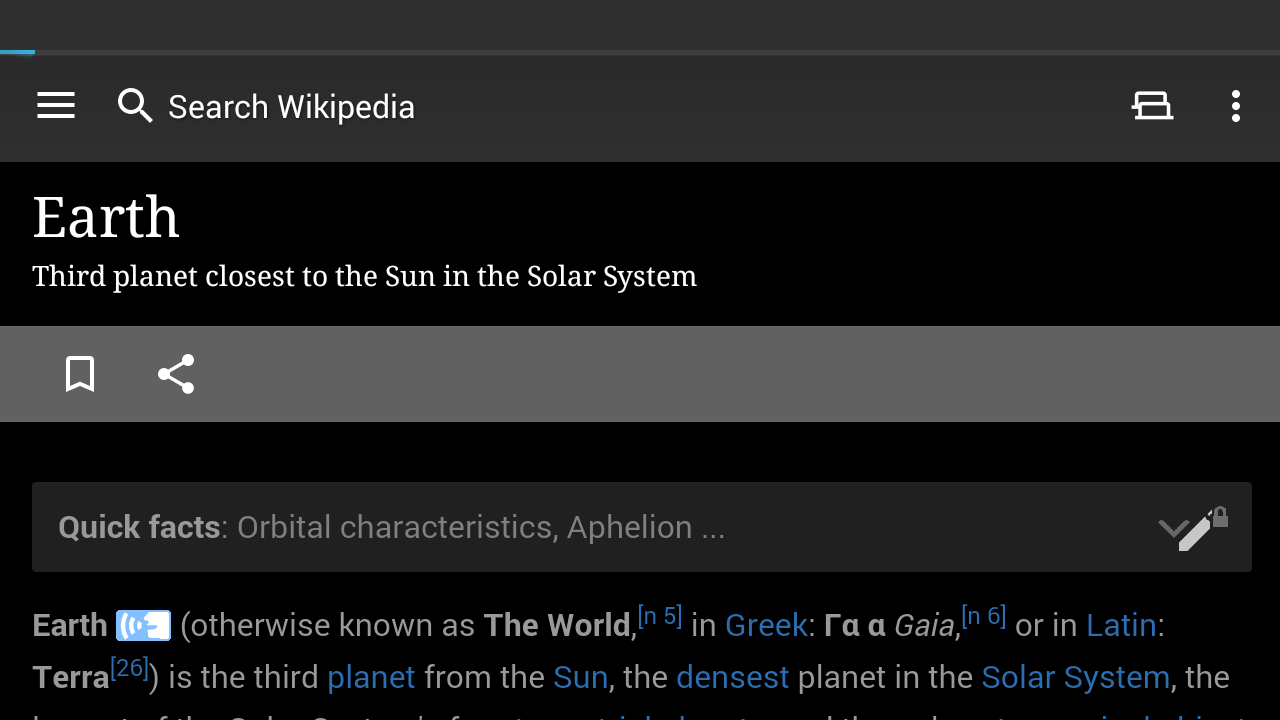 Search Wikipedia
Earth
Third planet closest to the Sun in the Solar System
Quick facts: Orbital characteristics, Aphelion ...
Earth (otherwise known as The World,[n 5] in Greek: Γα α Gaia,[n 6] or in Latin:
Terra[26]) is the third planet from the Sun, the densest planet in the Solar System, the